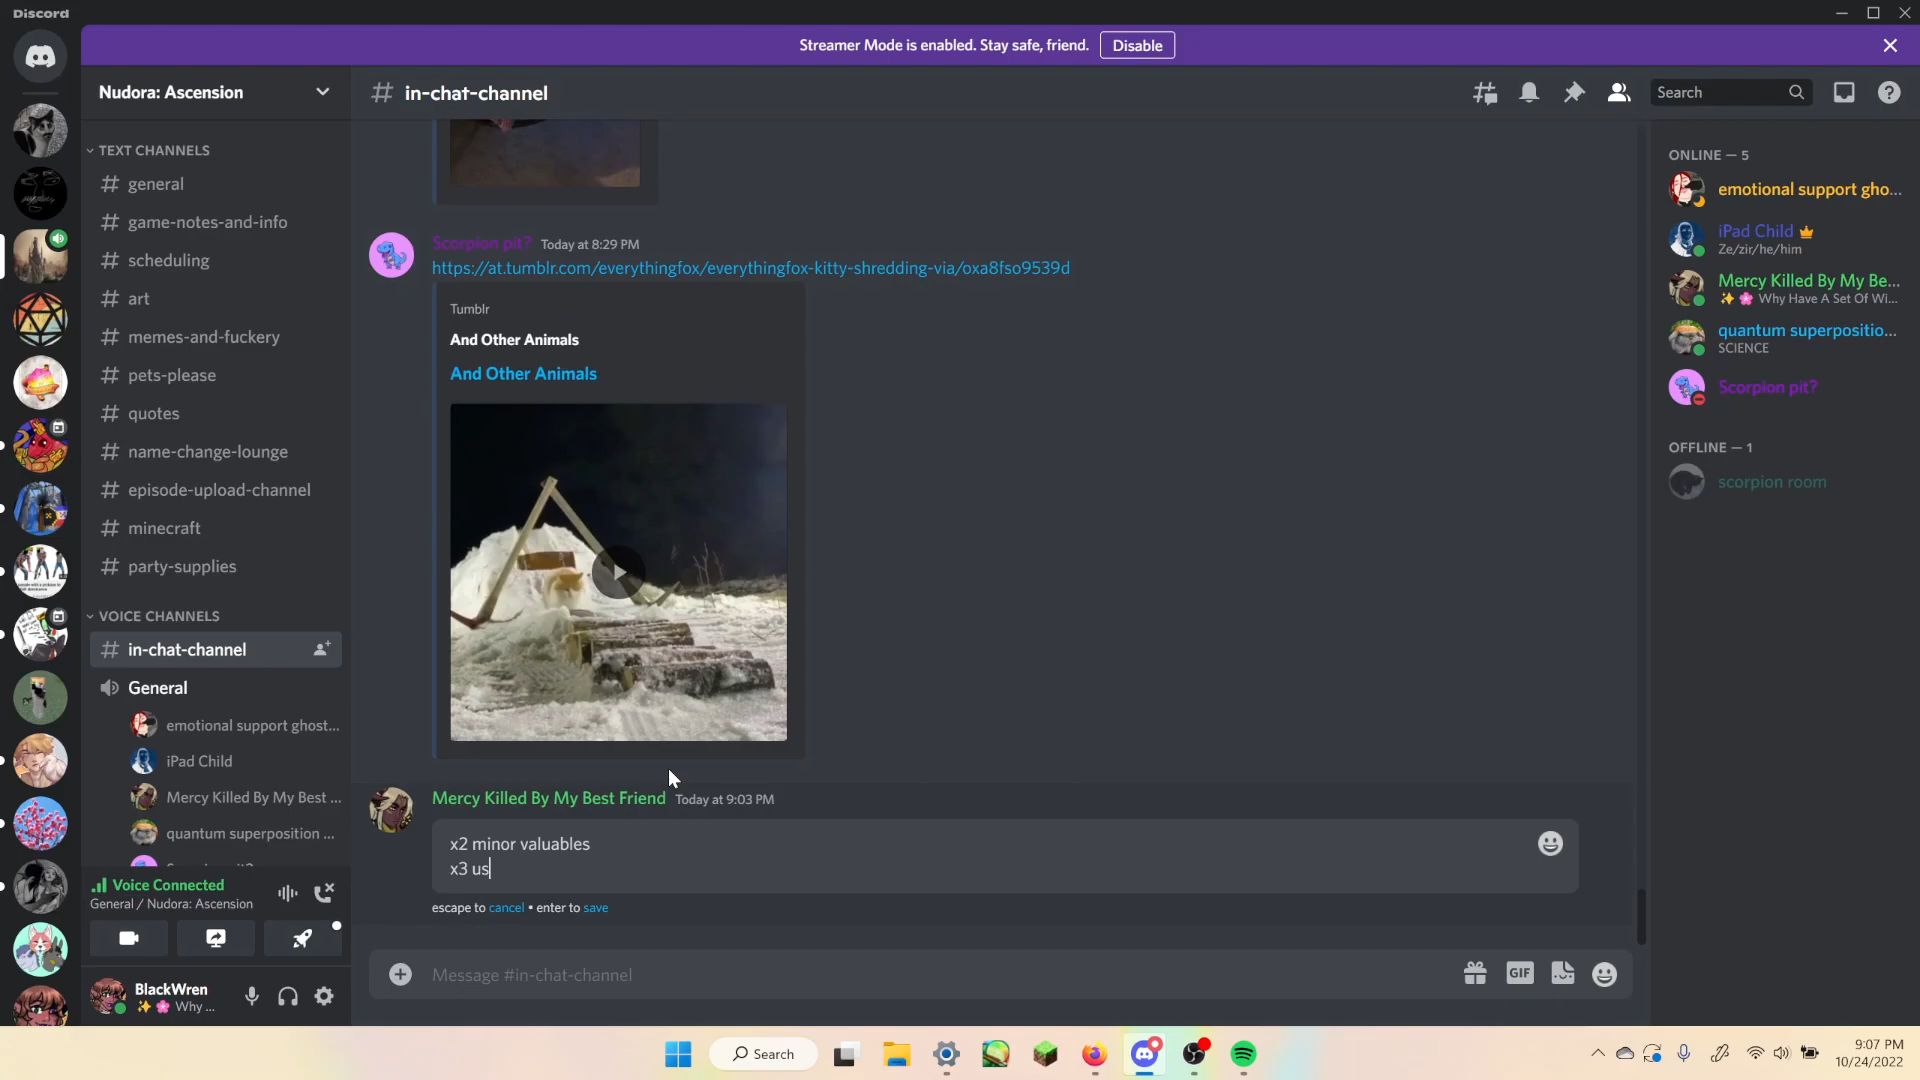 Discord
Streamer Mode is enabled. Stay safe, friend.
Disable
Nudora: Ascension
in-chat-channel
Search
TEXT CHANNELS
general
game-notes-and-info
scheduling
art
memes-and-fuckery
pets-please
quotes
name-change-lounge
episode-upload-channel
minecraft
party-supplies
VOICE CHANNELS
in-chat-channel
General
emotional support ghost...
iPad Child
Mercy Killed By My Best ...
quantum superposition ...
Voice Connected
General / Nudora: Ascension
BlackWren
✨ 🌸 Why ...
Scorpion pit? Today at 8:29 PM
https://at.tumblr.com/everythingfox/everythingfox-kitty-shredding-via/oxa8fso9539d
Tumblr
And Other Animals
And Other Animals
Mercy Killed By My Best Friend Today at 9:03 PM
x2 minor valuables
x3 us
escape to cancel • enter to save
Message #in-chat-channel
GIF
ONLINE — 5
emotional support gho...
iPad Child
Ze/zir/he/him
Mercy Killed By My Be...
✨ 🌸 Why Have A Set Of Wi...
quantum superpositio...
SCIENCE
Scorpion pit?
OFFLINE — 1
scorpion room
Search
9:07 PM
10/24/2022